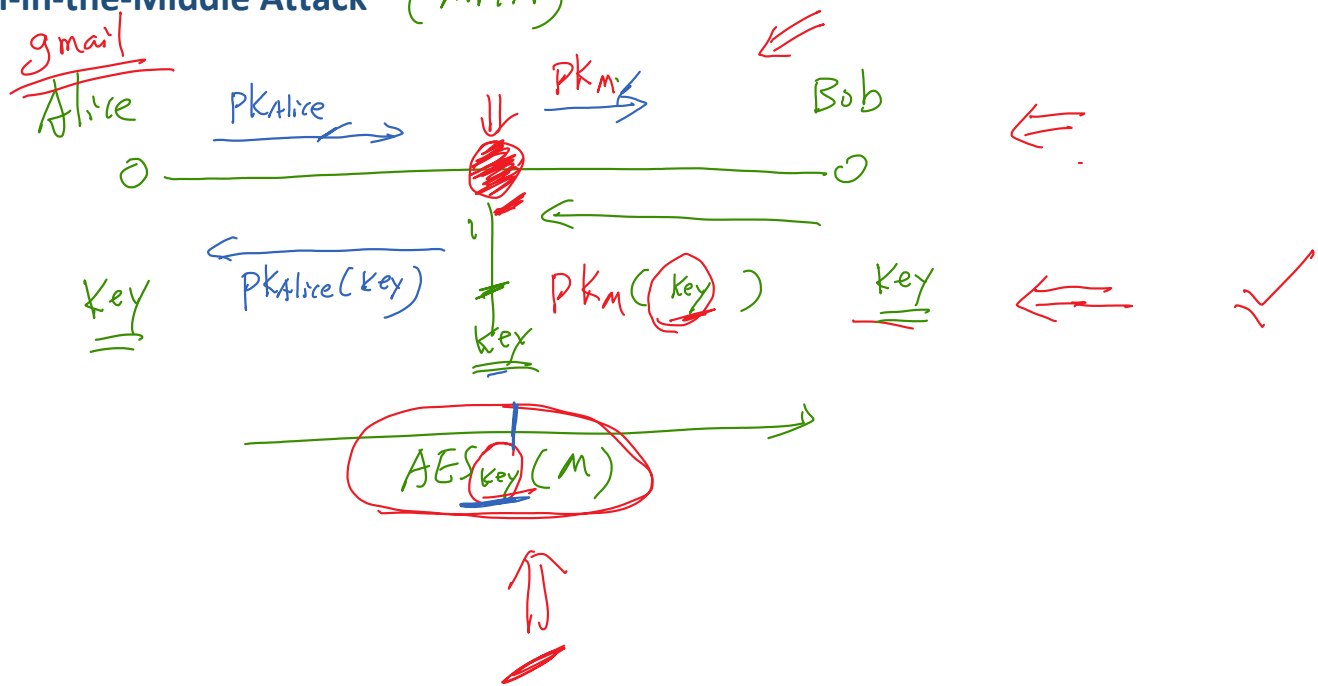 -in-the-Middle Attack
gmail
Alice
PKAlice
PKM
Bob
Key
PKAlice(Key)
PKM(Key)
Key
Key
AESKey(M)